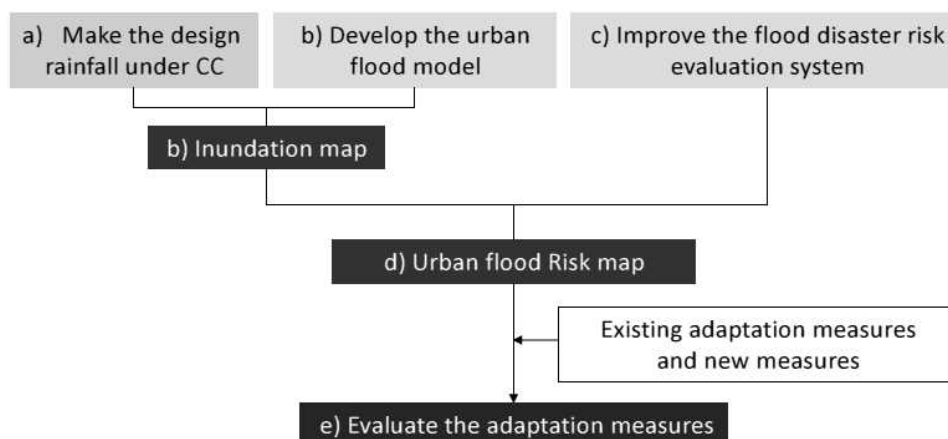 a) Make the design
rainfall under CC
b) Develop the urban
flood model
c) Improve the flood disaster risk
evaluation system
b) Inundation map
d) Urban flood Risk map
Existing adaptation measures
and new measures
e) Evaluate the adaptation measures